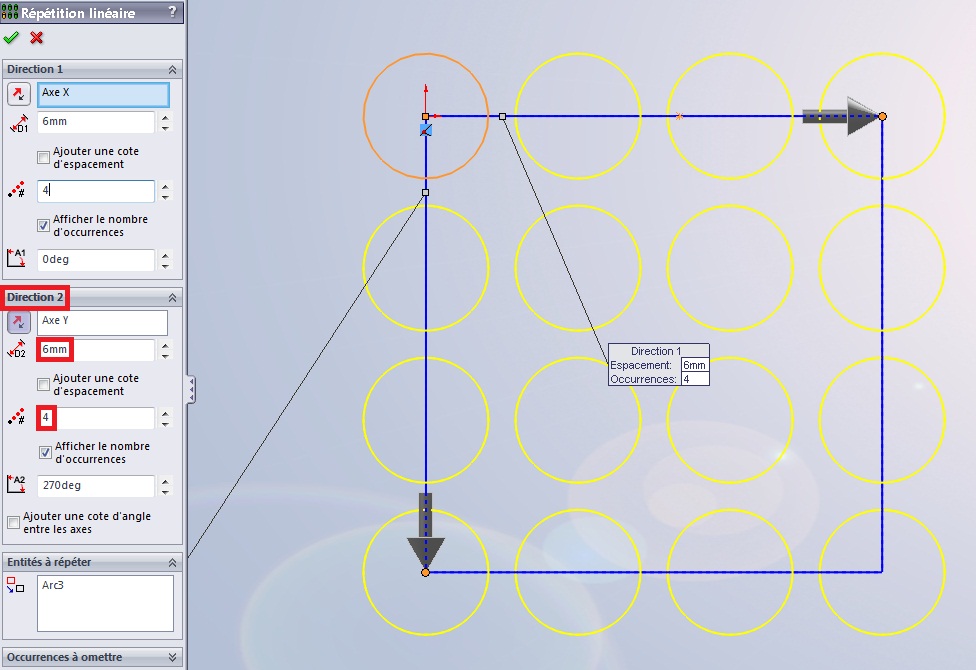 Répétition linéaire ?
Direction 1
Axe X
D1 6mm
Ajouter une cote
d'espacement
# 4
Afficher le nombre
d'occurrences
A1 0deg
Direction 2
Axe Y
D2 6mm
Ajouter une cote
d'espacement
# 4
Afficher le nombre
d'occurrences
A2 270deg
Ajouter une cote d'angle
entre les axes
Entités à répéter
Arc3
Occurrences à omettre
Direction 1
Espacement: 6mm
Occurrences: 4